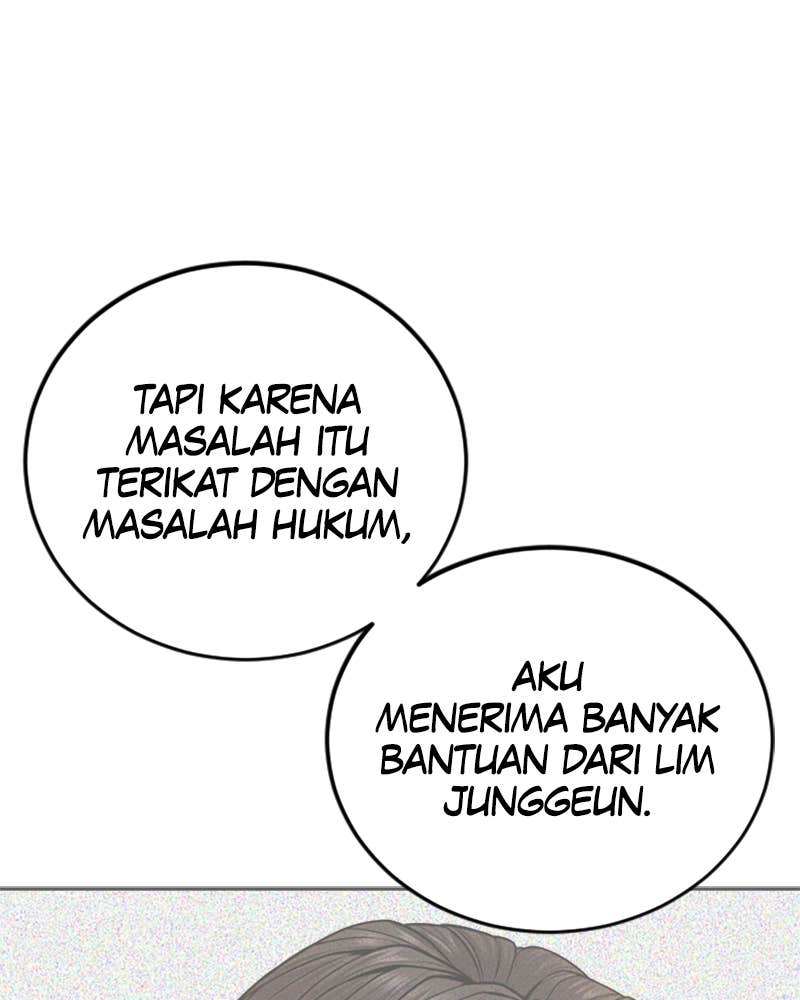 TAPI KARENA
MASALAH ITU
TERIKAT DENGAN
MASALAH HUKUM,
AKU
MENERIMA BANYAK
BANTUAN DARI LIM
JUNGGEUN.